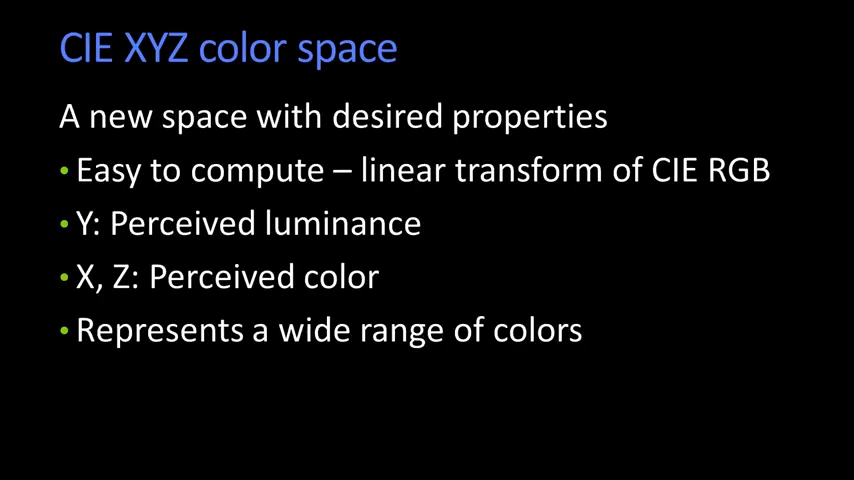 CIE XYZ color space
A new space with desired properties
• Easy to compute – linear transform of CIE RGB
• Y: Perceived luminance
• X, Z: Perceived color
• Represents a wide range of colors